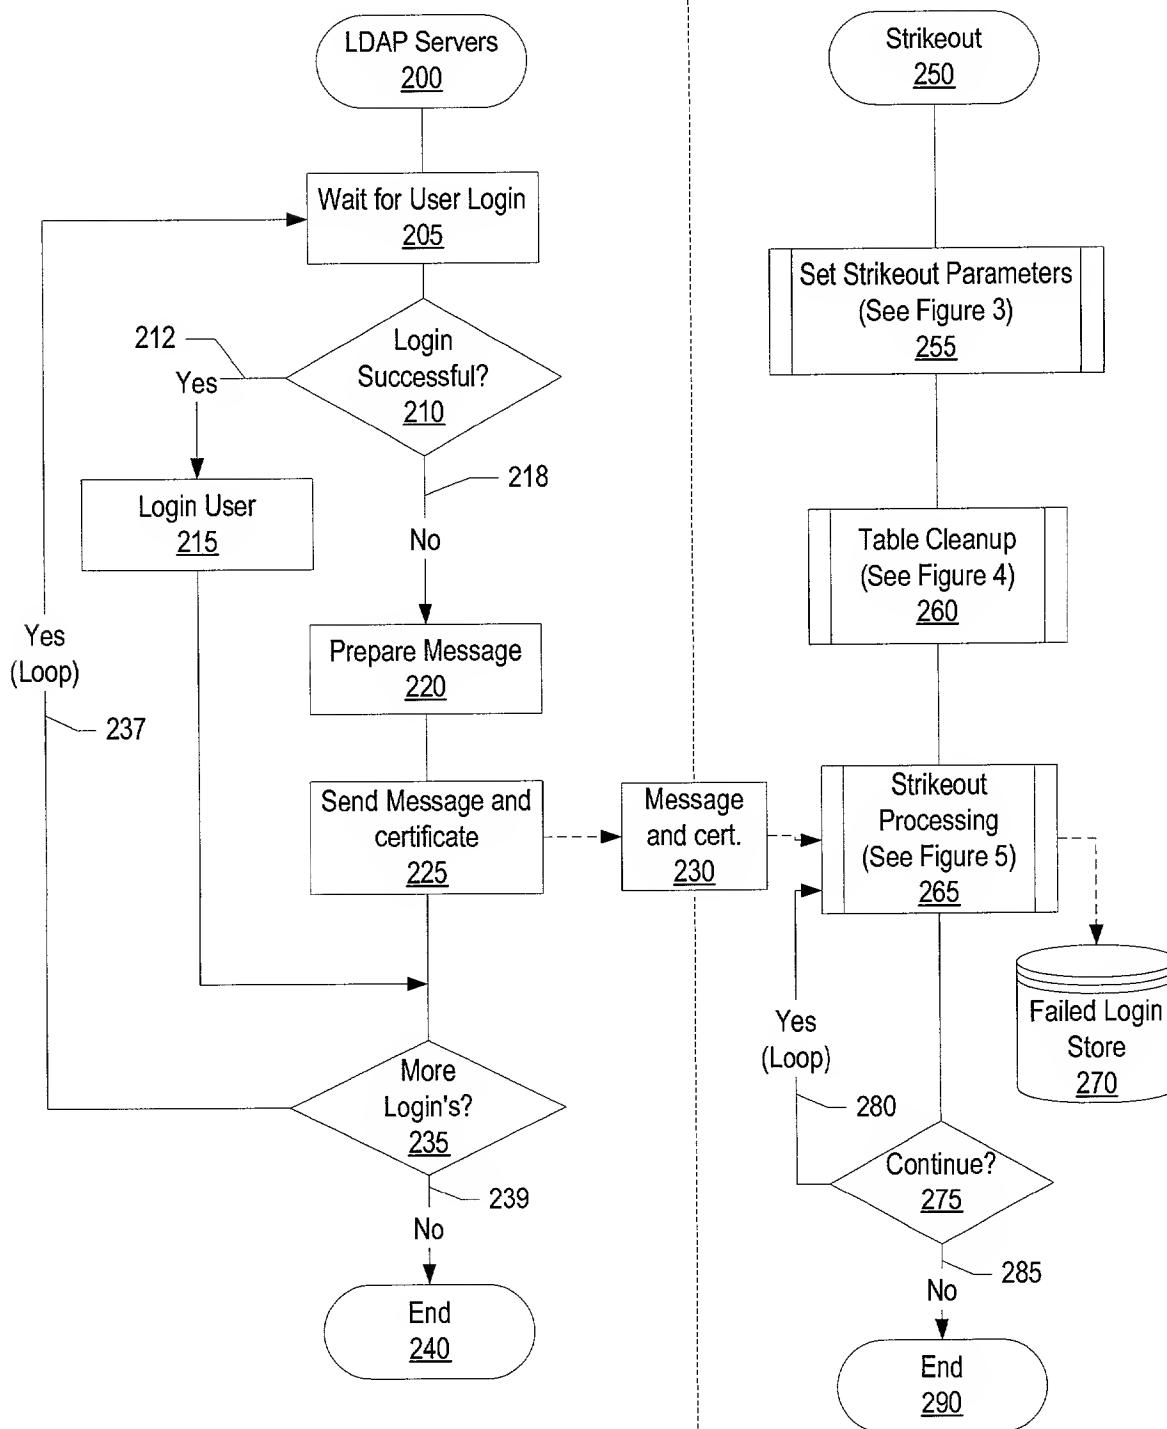 LDAP Servers
200
Wait for User Login
205
212
Login
Successful?
210
Yes
218
Login User
215
No
Prepare Message
220
Yes
(Loop)
237
Send Message and
certificate
225
Message
and cert.
230
More
Login's?
235
239
No
End
240
Strikeout
250
Set Strikeout Parameters
(See Figure 3)
255
Table Cleanup
(See Figure 4)
260
Strikeout
Processing
(See Figure 5)
265
Failed Login
Store
270
Yes
(Loop)
280
Continue?
275
285
No
End
290